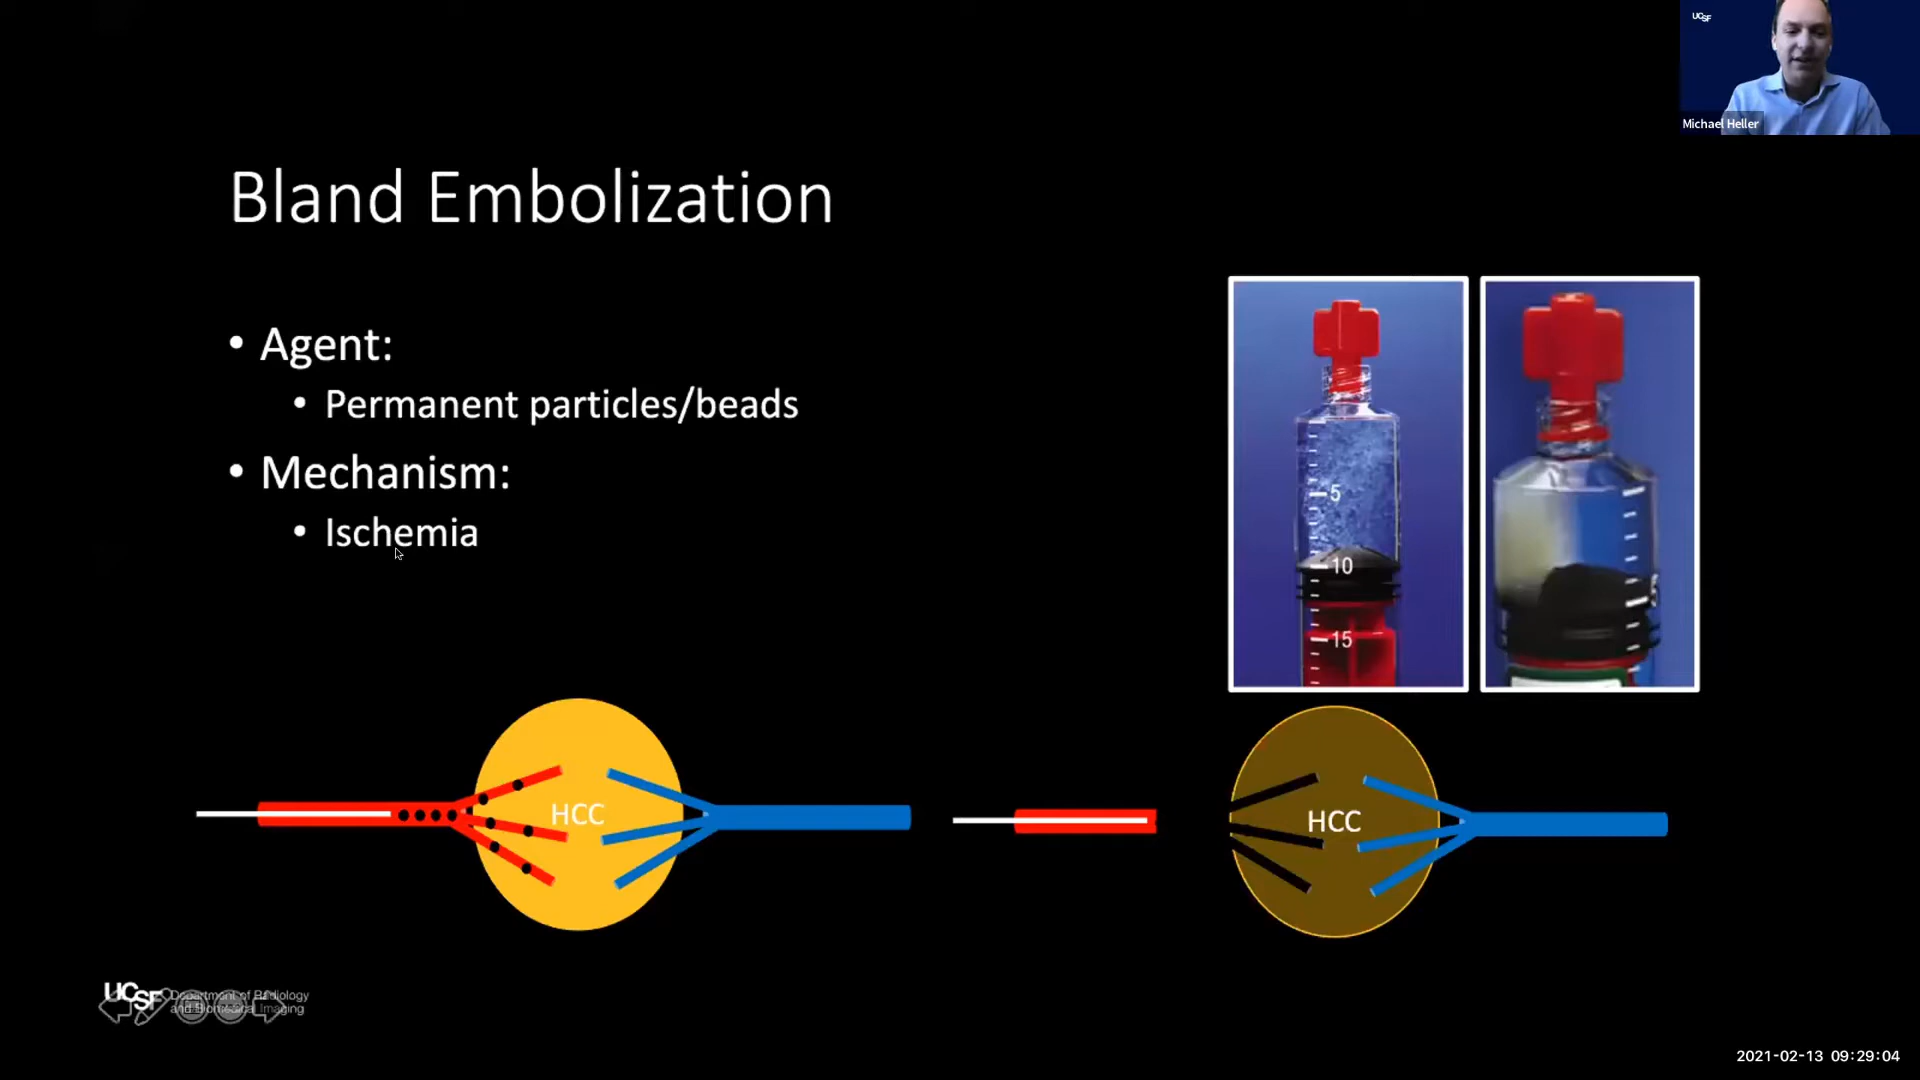 UCSF
Michael Heller
Bland Embolization
• Agent:
• Permanent particles/beads
• Mechanism:
• Ischemia
5
10
15
HCC
HCC
UCSF
Department of Radiology
and Biomedical Imaging
2021-02-13 09:29:04